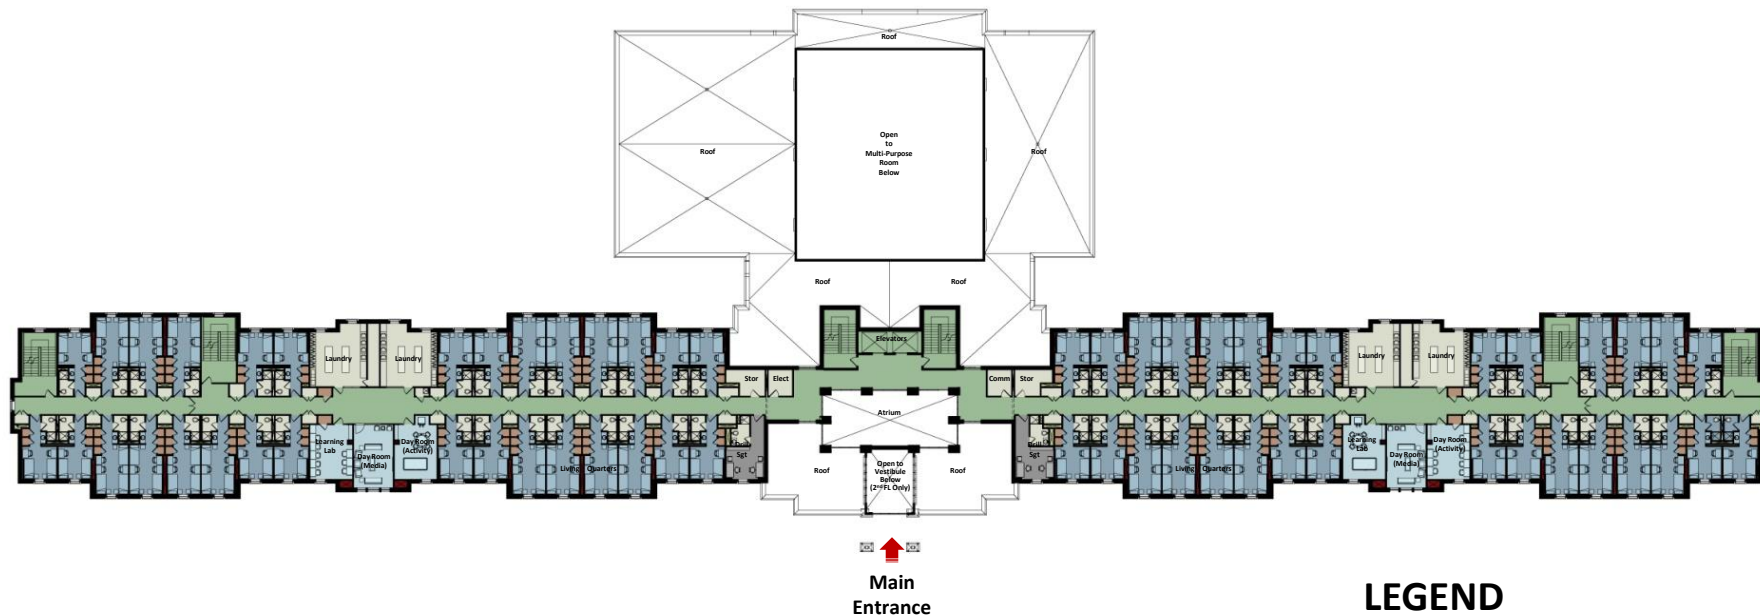 Roof
Open
to
Multi-Purpose
Room
Below
Roof
Roof
Roof
Roof
Elevators
Laundry
Laundry
Stor
Elect
Comm
Stor
Laundry
Laundry
Atrium
Learning
Lab
Day Room
(Media)
Day Room
(Activity)
Living Quarters
Drill
Sgt
Roof
Open to
Vestibule
Below
(2nd FL Only)
Roof
Drill
Sgt
Living Quarters
Learning
Lab
Day Room
(Media)
Day Room
(Activity)
Main
Entrance
LEGEND